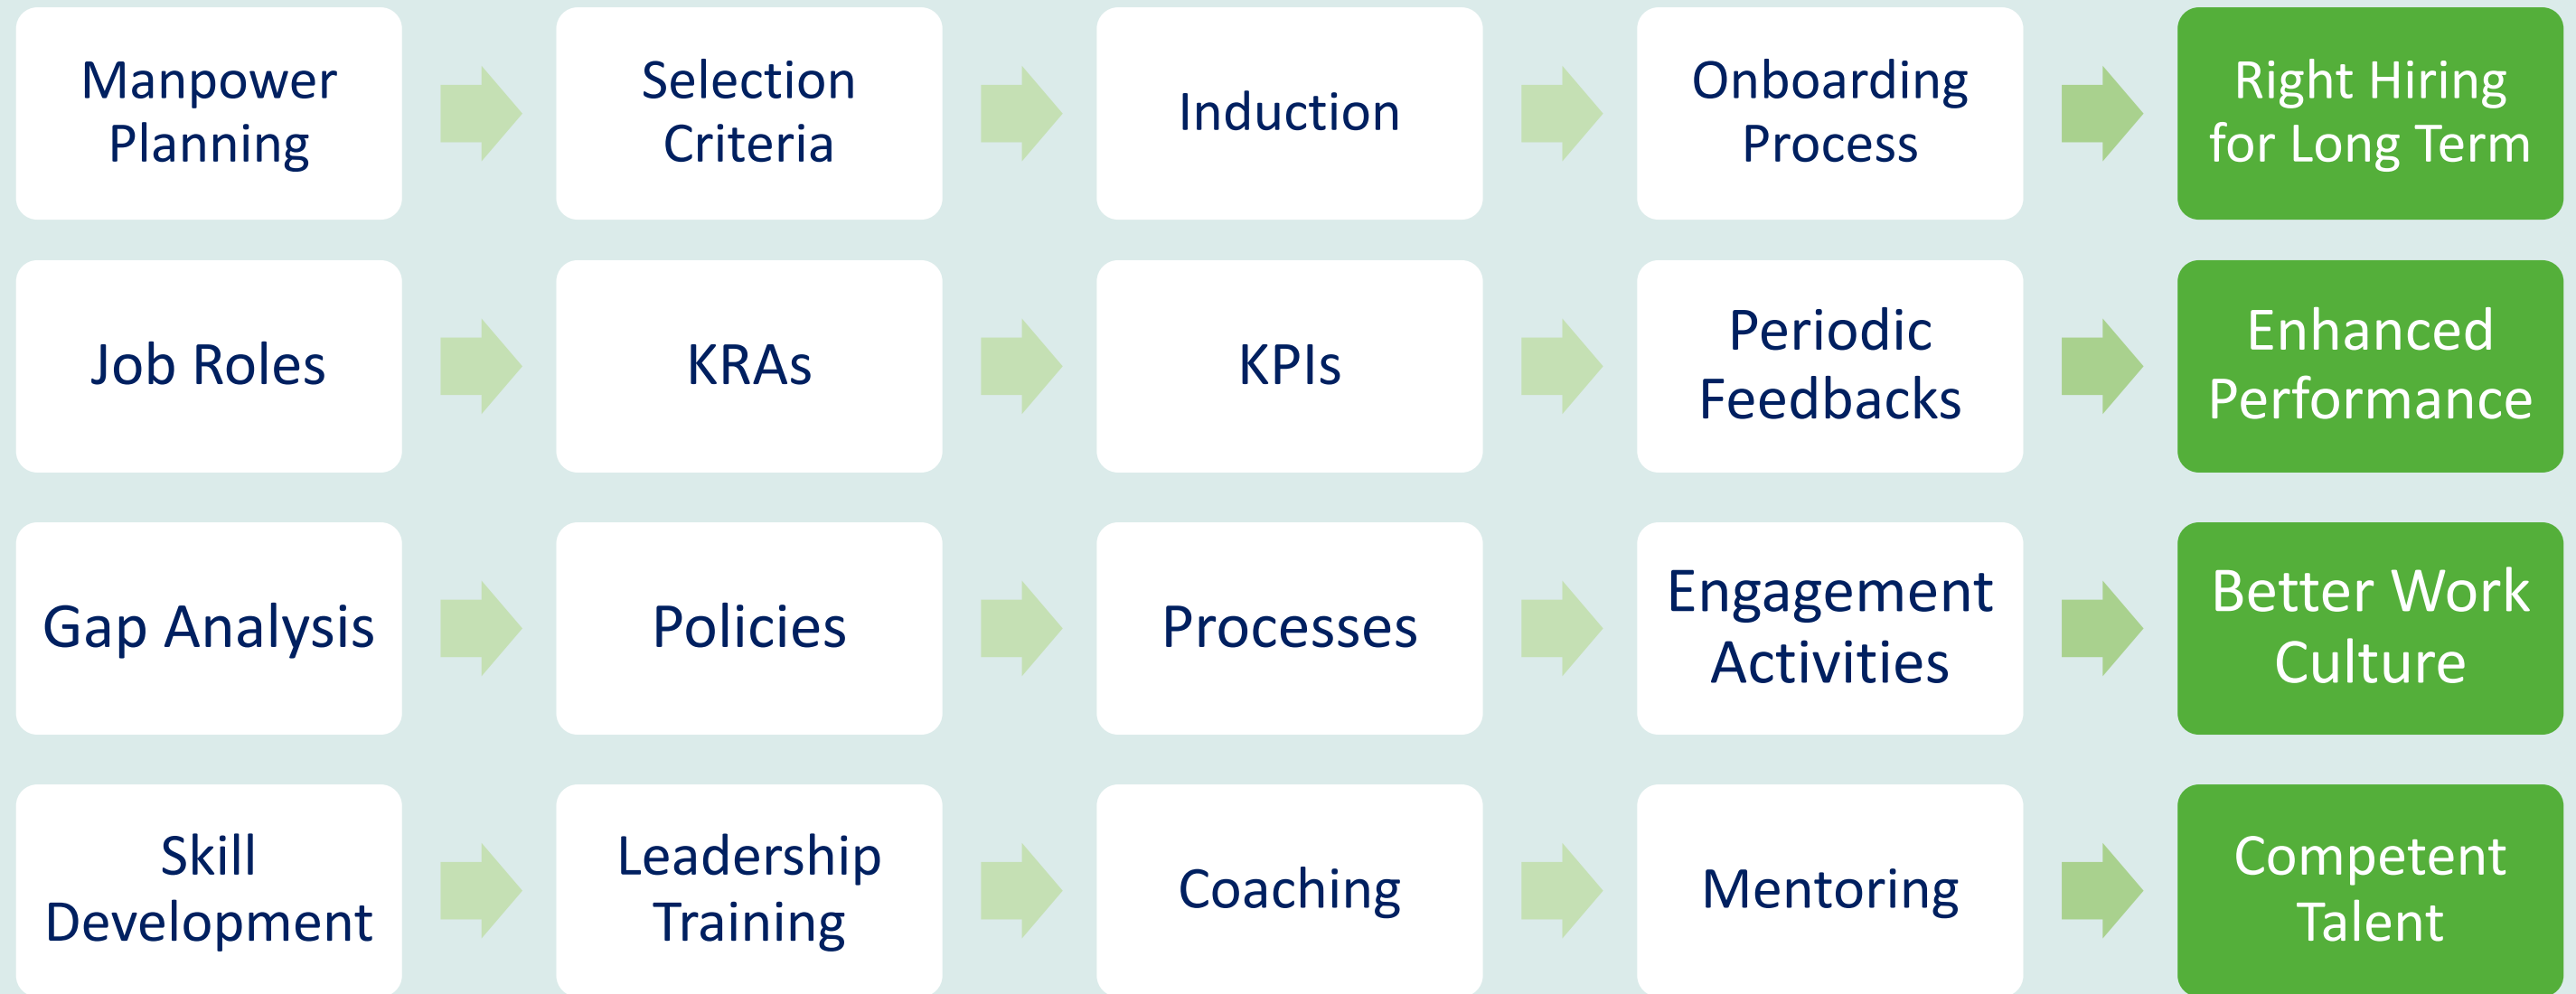 Manpower
Planning
Selection
Criteria
Induction
Onboarding
Process
Right Hiring
for Long Term
Job Roles
KRAs
KPIs
Periodic
Feedbacks
Enhanced
Performance
Gap Analysis
Policies
Processes
Engagement
Activities
Better Work
Culture
Skill
Development
Leadership
Training
Coaching
Mentoring
Competent
Talent